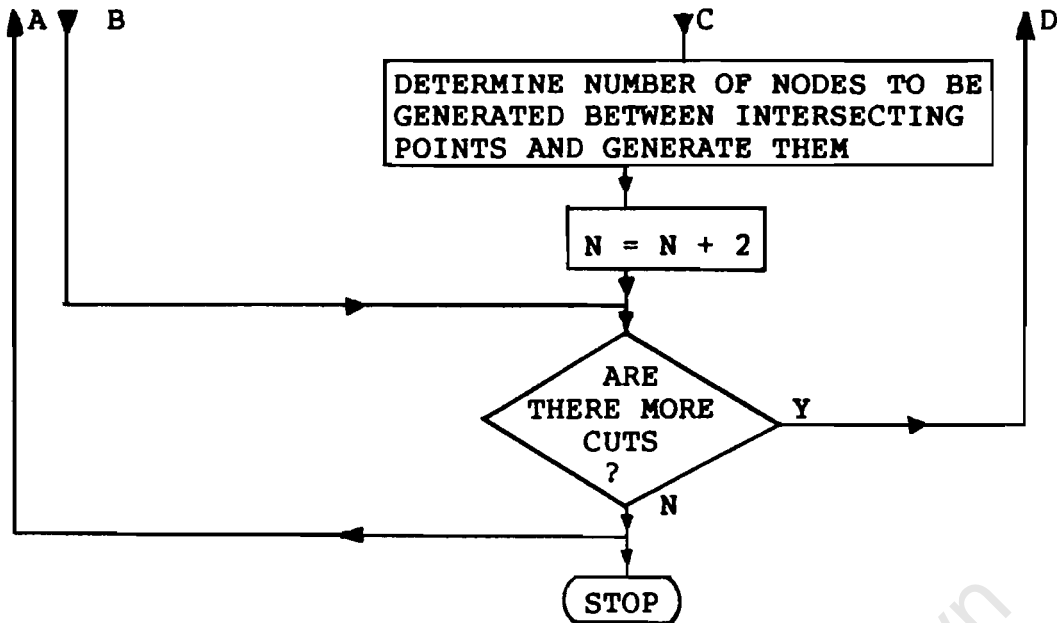 A B C D
DETERMINE NUMBER OF NODES TO BE
GENERATED BETWEEN INTERSECTING
POINTS AND GENERATE THEM
N = N + 2
ARE
THERE MORE
CUTS
?
Y
N
STOP